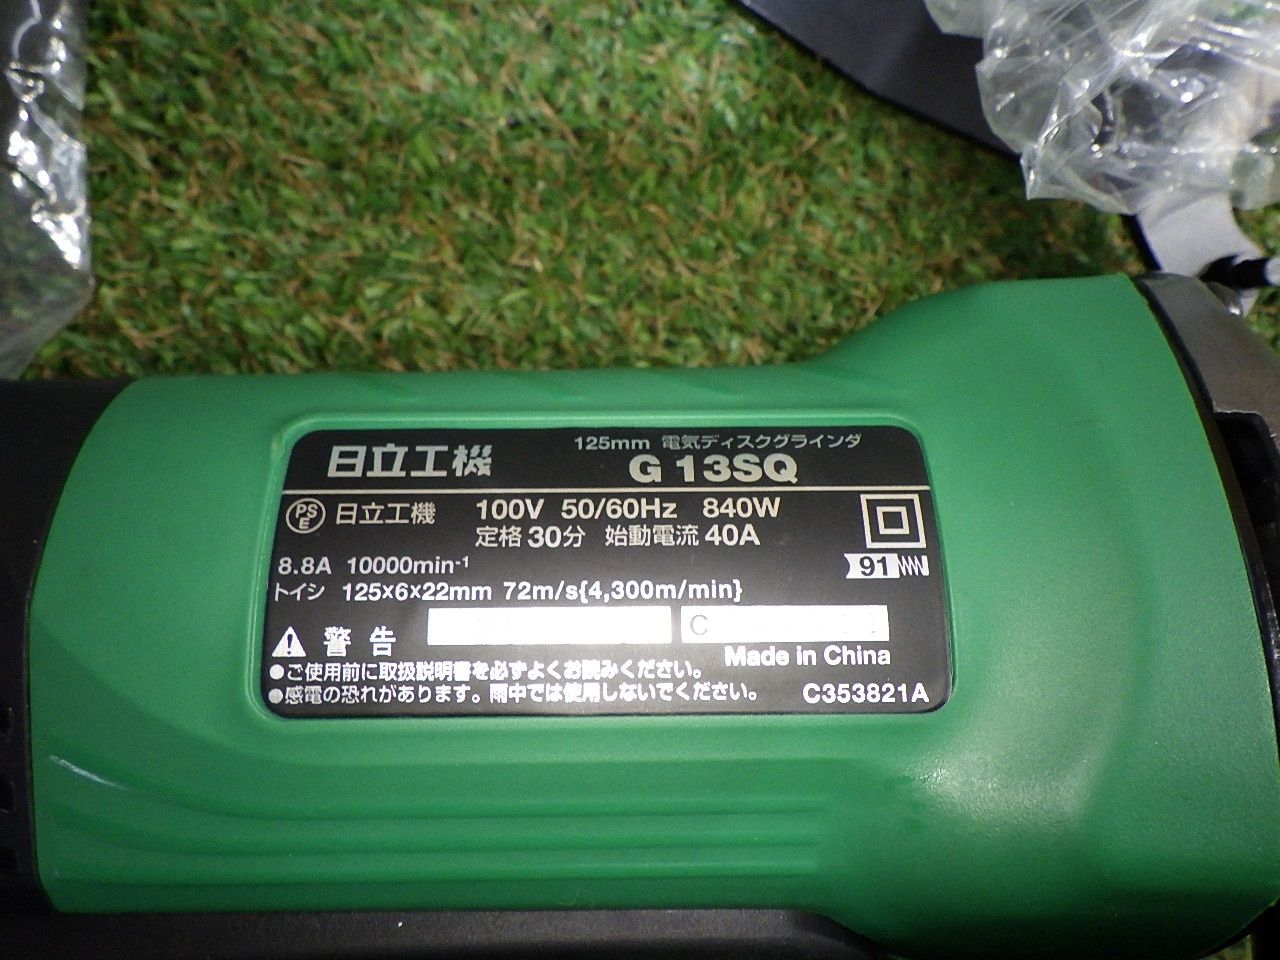 日立工機
125mm 電気ディスクグラインダ
G 13SQ
PS
E
日立工機
100V 50/60Hz 840W
定格30分 始動電流40A
8.8A 10000min-¹
91
トイシ 125×6×22mm 72m/s{4,300m/min}
C
警告
Made in China
●ご使用前に取扱説明書を必ずよくお読みください。
●感電の恐れがあります。雨中では使用しないでください。
C353821A